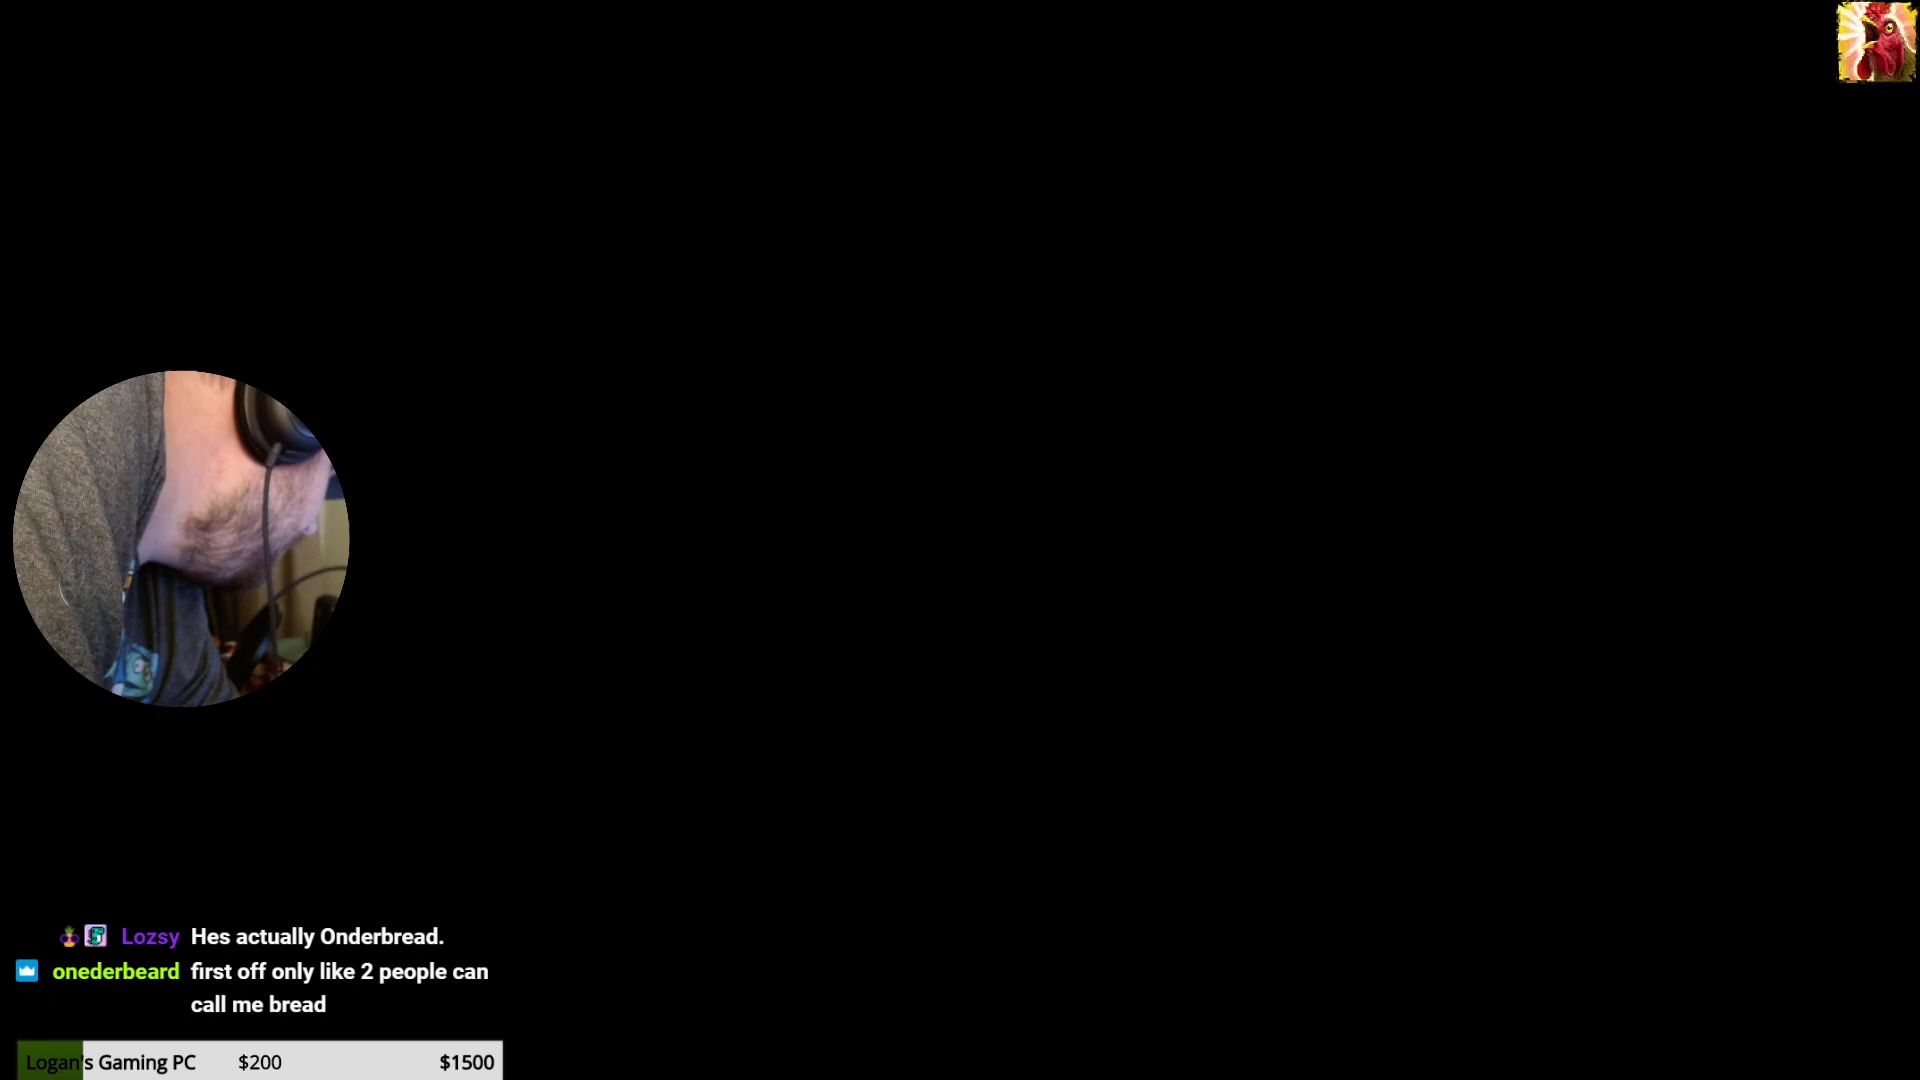 Lozsy Hes actually Onderbread.
onederbeard first off only like 2 people can
call me bread
Logan's Gaming PC $200 $1500